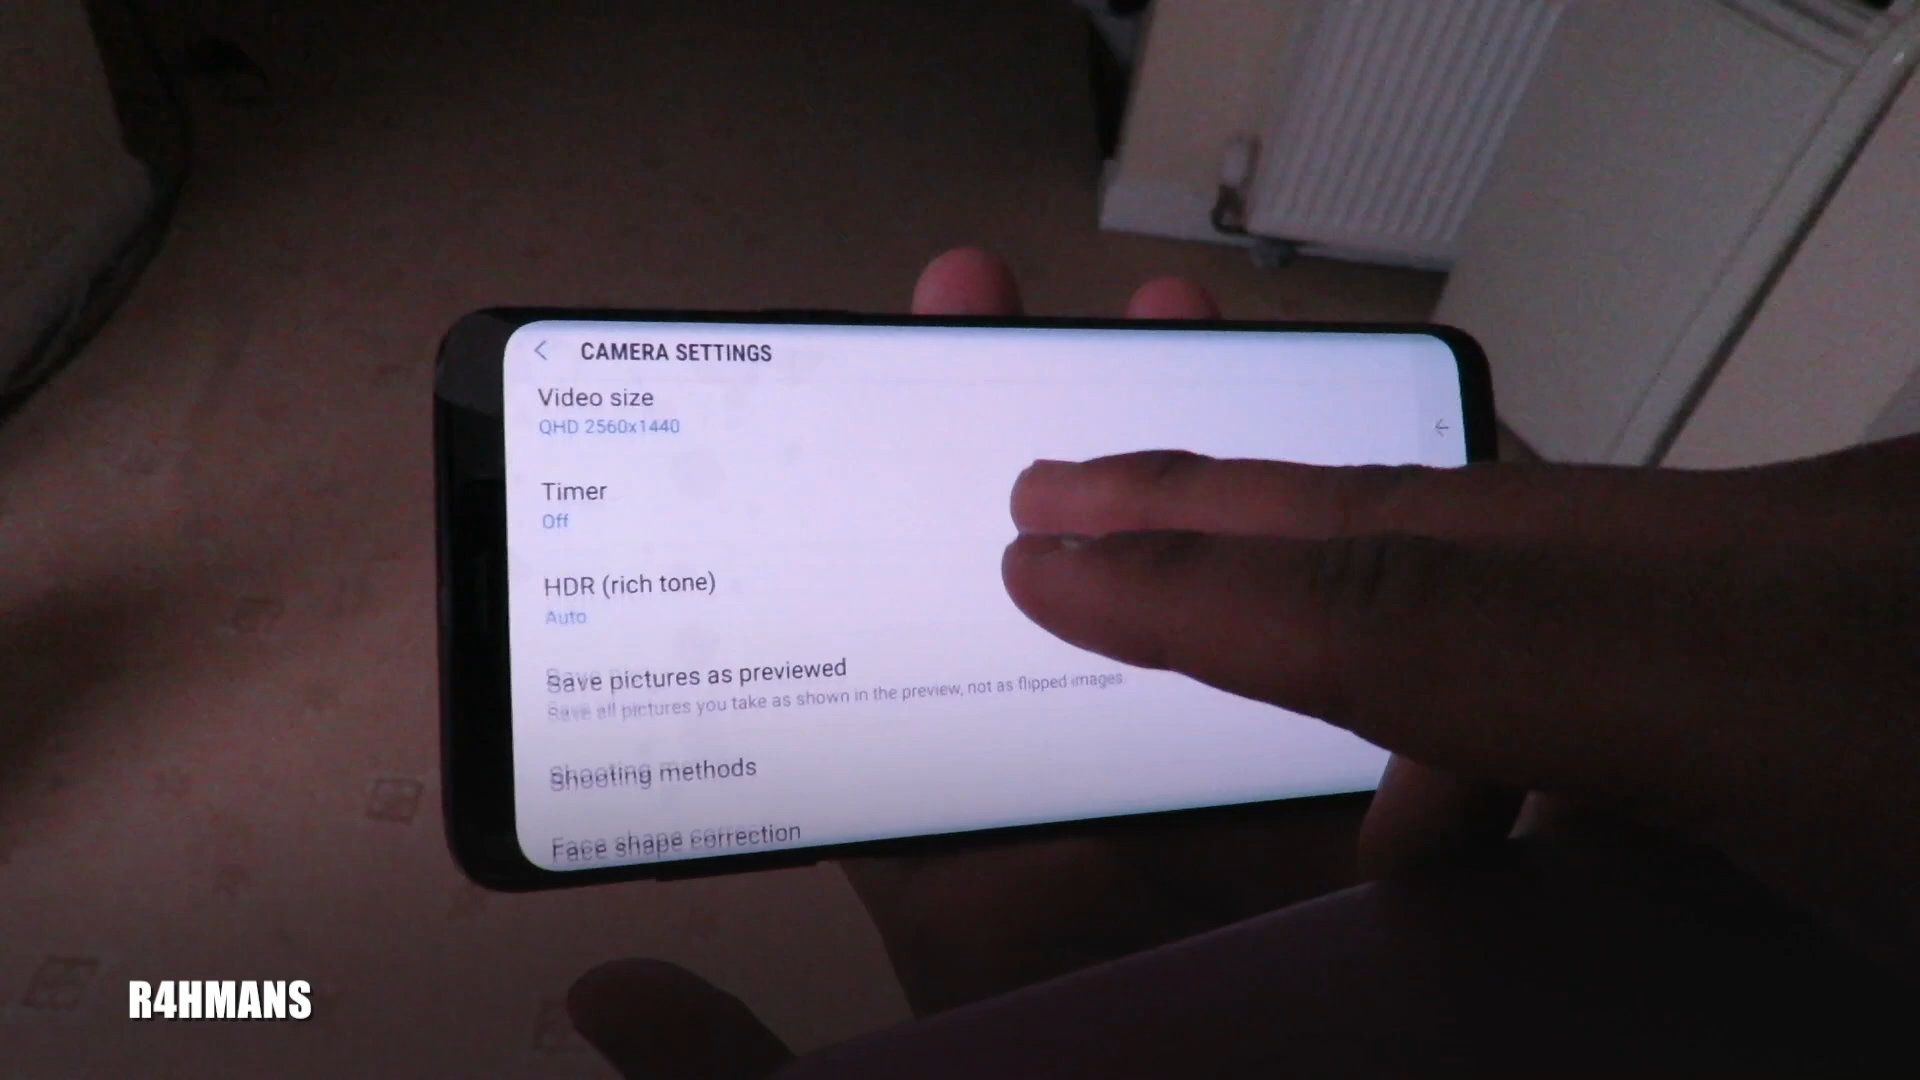 CAMERA SETTINGS
Video size
QHD 2560x1440
Timer
Off
HDR (rich tone)
Auto
Save pictures as previewed
Save all pictures you take as shown in the preview, not as flipped images
Shooting methods
Face shape correction
R4HMANS